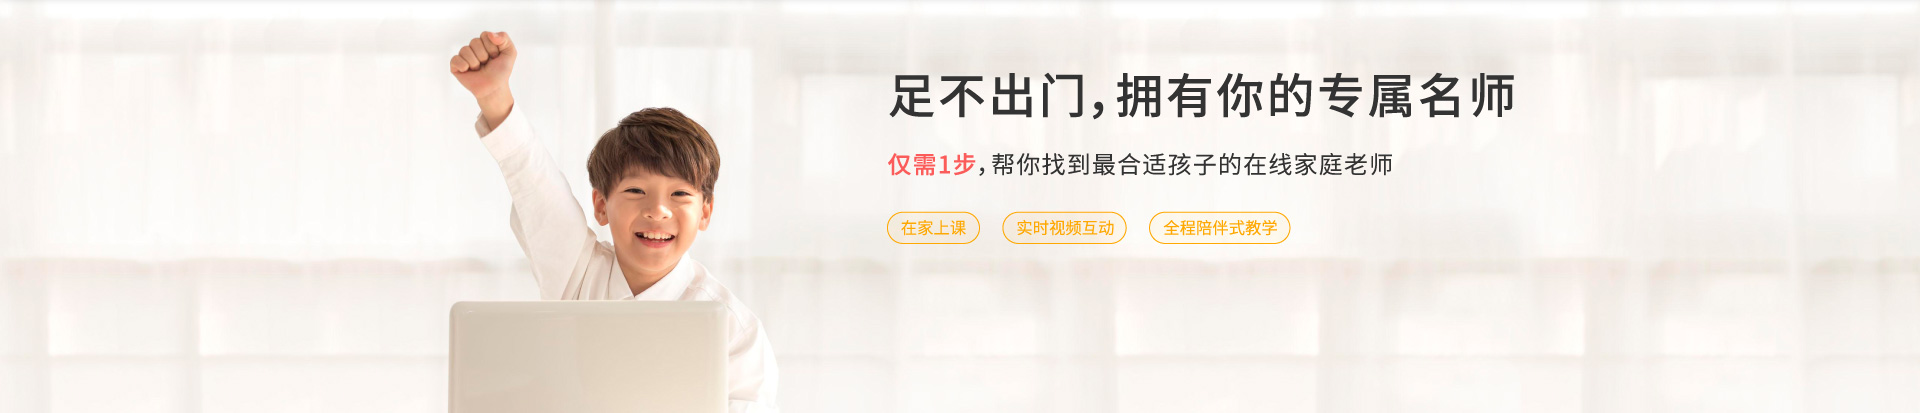 足不出门，拥有你的专属名师
仅需1步，帮你找到最合适孩子的在线家庭老师
在家上课 实时视频互动 全程陪伴式教学